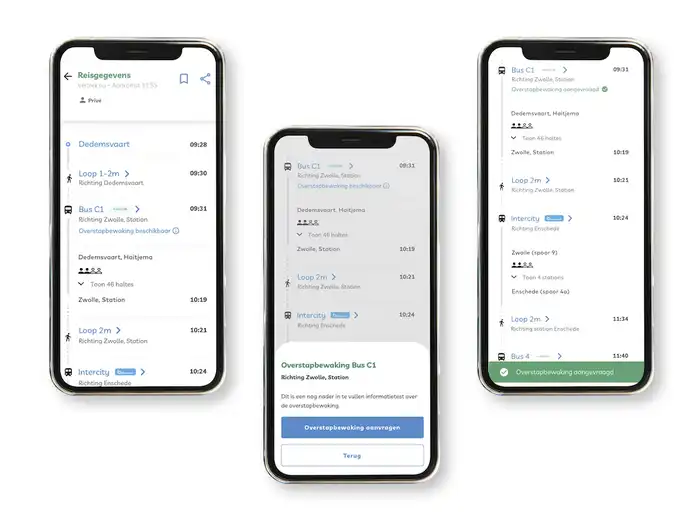 Reisgegevens
Aankomst 11:55
Privé
Dedemsvaart 09:28
Loop 1-2m 09:30
Richting Dedemsvaart
Bus C1 09:31
Richting Zwolle, Station
Overstapbewaking beschikbaar
Dedemsvaart, Haitjema
Toon 46 haltes
Zwolle, Station 10:19
Loop 2m 10:21
Richting Zwolle, Station
Intercity 10:24
Richting Enschede
Bus C1 09:31
Richting Zwolle, Station
Overstapbewaking beschikbaar
Dedemsvaart, Haitjema
Toon 46 haltes
Zwolle, Station 10:19
Loop 2m 10:21
Richting Zwolle, Station
Intercity 10:24
Richting Enschede
Overstapbewaking Bus C1
Richting Zwolle, Station
Dit is een nog nader in te vullen informatietest over
de overstapbewaking.
Overstapbewaking aanvragen
Terug
Bus C1 09:31
Richting Zwolle, Station
Overstapbewaking aangevraagd
Dedemsvaart, Haitjema
Toon 46 haltes
Zwolle, Station 10:19
Loop 2m 10:21
Richting Zwolle, Station
Intercity 10:24
Richting Enschede
Zwolle (spoor 9)
Toon 4 stations
Enschede (spoor 4a)
Loop 2m 11:34
Richting station Enschede
Bus 4 11:40
Overstapbewaking aangevraagd